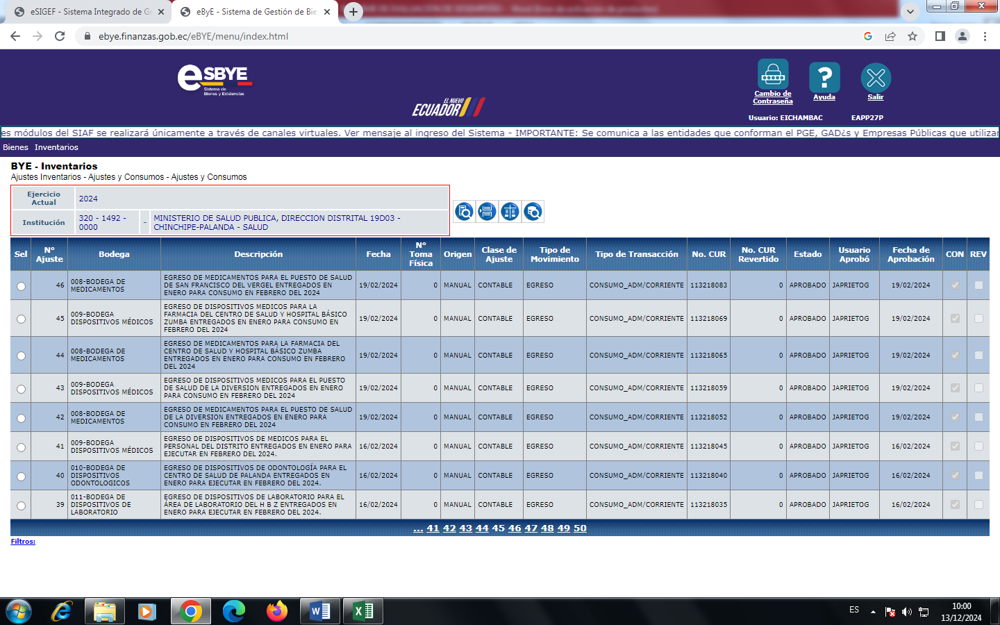 eSIGEF - Sistema Integrado de Ge
eByE - Sistema de Gestión de Bie
ebye.finanzas.gob.ec/eBYE/menu/index.html
eSBYE
Sistema de
Bienes y Existencias
EL NUEVO
ECUADOR
Cambio de
Contraseña
Ayuda
Salir
Usuario: EICHAMBAC EAPP27P
es módulos del SIAF se realizará únicamente a través de canales virtuales. Ver mensaje al ingreso del Sistema - IMPORTANTE: Se comunica a las entidades que conforman el PGE, GAD¿s y Empresas Públicas que utilizar
Bienes Inventarios
BYE - Inventarios
Ajustes Inventarios - Ajustes y Consumos - Ajustes y Consumos
Ejercicio
Actual
2024
Institución
320 - 1492 -
0000
-
MINISTERIO DE SALUD PUBLICA, DIRECCION DISTRITAL 19D03 -
CHINCHIPE-PALANDA - SALUD
Sel
N°
Ajuste
Bodega
Descripción
Fecha
N°
Toma
Física
Origen
Clase de
Ajuste
Tipo de
Movimiento
Tipo de Transacción
No. CUR
No. CUR
Revertido
Estado
Usuario
Aprobó
Fecha de
Aprobación
CON
REV
46
008-BODEGA DE
MEDICAMENTOS
EGRESO DE MEDICAMENTOS PARA EL PUESTO DE SALUD
DE SAN FRANCISCO DEL VERGEL ENTREGADOS EN
ENERO PARA CONSUMO EN FEBRERO DEL 2024
19/02/2024 0 MANUAL CONTABLE EGRESO CONSUMO_ADM/CORRIENTE 113218083 0 APROBADO JAPRIETOG 19/02/2024
45
009-BODEGA
DISPOSITIVOS MÉDICOS
EGRESO DE DISPOSITIVOS MEDICOS PARA LA
FARMACIA DEL CENTRO DE SALUD Y HOSPITAL BÁSICO
ZUMBA ENTREGADOS EN ENERO PARA CONSUMO EN
FEBRERO DEL 2024
19/02/2024 0 MANUAL CONTABLE EGRESO CONSUMO_ADM/CORRIENTE 113218069 0 APROBADO JAPRIETOG 19/02/2024
44
008-BODEGA DE
MEDICAMENTOS
EGRESO DE MEDICAMENTOS PARA LA FARMACIA DEL
CENTRO DE SALUD Y HOSPITAL BÁSICO ZUMBA
ENTREGADOS EN ENERO PARA CONSUMO EN FEBRERO
DEL 2024
19/02/2024 0 MANUAL CONTABLE EGRESO CONSUMO_ADM/CORRIENTE 113218065 0 APROBADO JAPRIETOG 19/02/2024
43
009-BODEGA
DISPOSITIVOS MÉDICOS
EGRESO DE DISPOSITIVOS MEDICOS PARA EL PUESTO
DE SALUD DE LA DIVERSION ENTREGADOS EN ENERO
PARA CONSUMO EN FEBRERO DEL 2024
19/02/2024 0 MANUAL CONTABLE EGRESO CONSUMO_ADM/CORRIENTE 113218059 0 APROBADO JAPRIETOG 19/02/2024
42
008-BODEGA DE
MEDICAMENTOS
EGRESO DE MEDICAMENTOS PARA EL PUESTO DE SALUD
DE LA DIVERSION ENTREGADOS EN ENERO PARA
CONSUMO EN FEBRERO DEL 2024
19/02/2024 0 MANUAL CONTABLE EGRESO CONSUMO_ADM/CORRIENTE 113218052 0 APROBADO JAPRIETOG 19/02/2024
41
009-BODEGA
DISPOSITIVOS MÉDICOS
EGRESO DE DISPOSITIVOS DE MEDICOS PARA EL
PERSONAL DEL DISTRITO ENTREGADOS EN ENERO PARA
EJECUTAR EN FEBRERO DEL 2024.
16/02/2024 0 MANUAL CONTABLE EGRESO CONSUMO_ADM/CORRIENTE 113218045 0 APROBADO JAPRIETOG 16/02/2024
40
010-BODEGA DE
DISPOSITIVOS
ODONTOLOGICOS
EGRESO DE DISPOSITIVOS DE ODONTOLOGÍA PARA EL
CENTRO DE SALUD DE PALANDA ENTREGADOS EN
ENERO PARA EJECUTAR EN FEBRERO DEL 2024.
16/02/2024 0 MANUAL CONTABLE EGRESO CONSUMO_ADM/CORRIENTE 113218040 0 APROBADO JAPRIETOG 16/02/2024
39
011-BODEGA DE
DISPOSITIVOS DE
LABORATORIO
EGRESO DE DISPOSITIVOS DE LABORATORIO PARA EL
ÁREA DE LABORATORIO DEL H B Z ENTREGADOS EN
ENERO PARA EJECUTAR EN FEBRERO DEL 2024.
16/02/2024 0 MANUAL CONTABLE EGRESO CONSUMO_ADM/CORRIENTE 113218035 0 APROBADO JAPRIETOG 16/02/2024
... 41 42 43 44 45 46 47 48 49 50
Filtros:
ES
10:00
13/12/2024